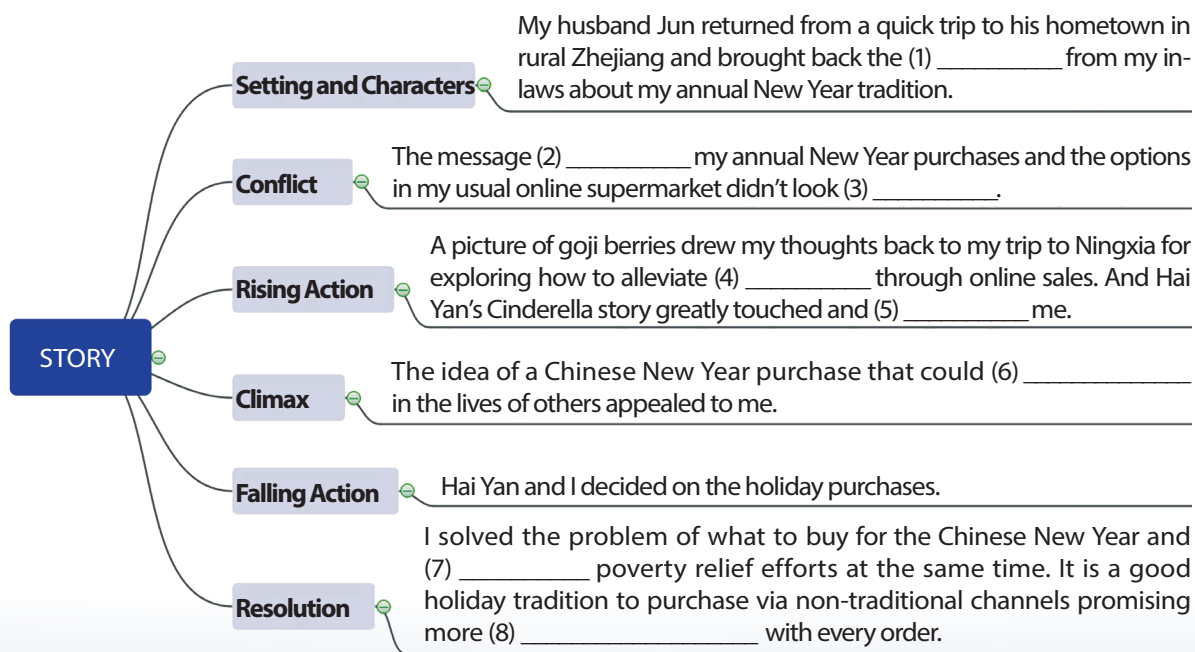 My husband Jun returned from a quick trip to his hometown in
rural Zhejiang and brought back the (1) __________ from my in-
laws about my annual New Year tradition.
Setting and Characters
The message (2) __________ my annual New Year purchases and the options
in my usual online supermarket didn’t look (3) __________.
Conflict
A picture of goji berries drew my thoughts back to my trip to Ningxia for
exploring how to alleviate (4) __________ through online sales. And Hai
Yan’s Cinderella story greatly touched and (5) __________ me.
Rising Action
STORY
The idea of a Chinese New Year purchase that could (6) ______________
in the lives of others appealed to me.
Climax
Hai Yan and I decided on the holiday purchases.
Falling Action
I solved the problem of what to buy for the Chinese New Year and
(7) __________ poverty relief efforts at the same time. It is a good
holiday tradition to purchase via non-traditional channels promising
more (8) ___________________ with every order.
Resolution